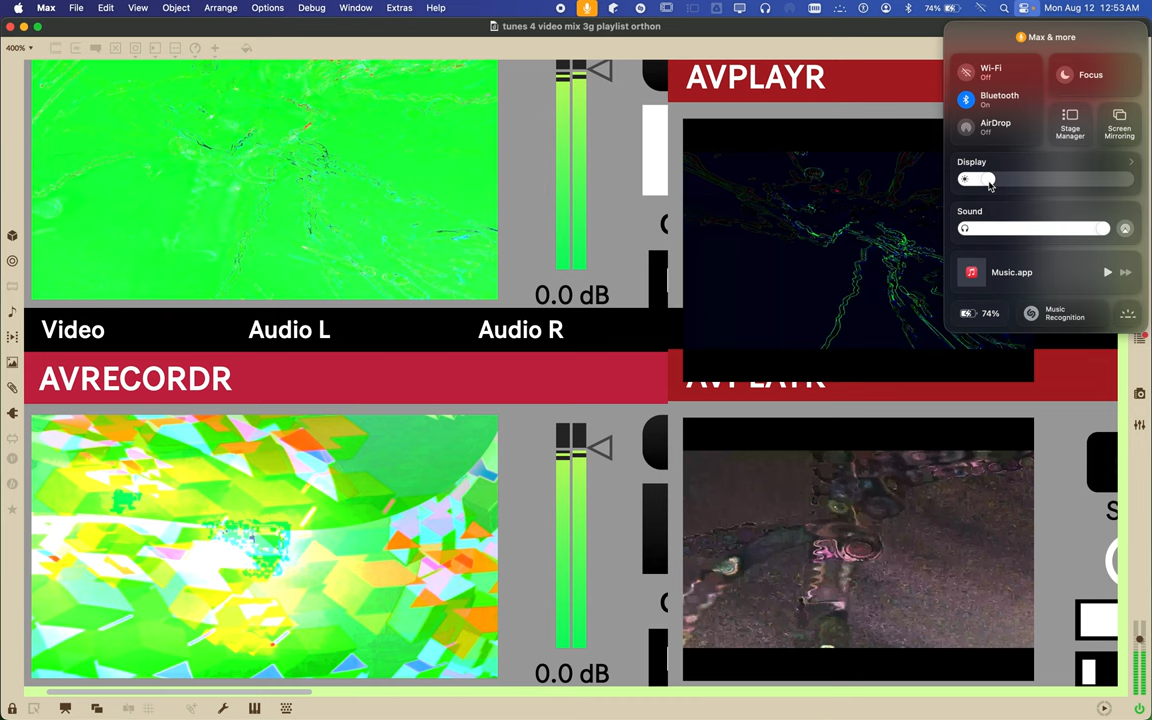 Max File Edit View Object Arrange Options Debug Window Extras Help
74% Mon Aug 12 12:53 AM
tunes 4 video mix 3g playlist orthon
400%
Max & more
Wi-Fi
Off
Focus
Bluetooth
On
AirDrop
Off
Stage
Manager
Screen
Mirroring
Display
Sound
Music.app
74%
Music
Recognition
AVPLAYR
0.0 dB
Video Audio L Audio R
AVRECORDR
AVPLAYR
0.0 dB